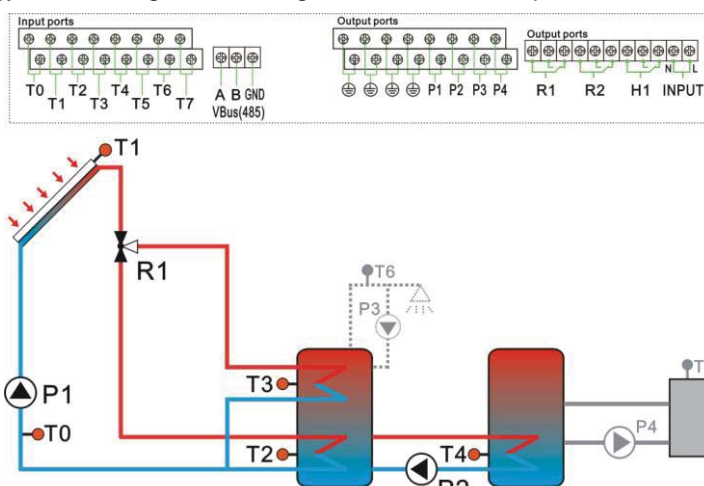 Input ports
T0 T1 T2 T3 T4 T5 T6 T7
A B GND
VBus(485)
Output ports
P1 P2 P3 P4
Output ports
N L
R1 R2 H1 INPUT
T1
R1
T6
P3
T3
P1
T0
T2
T4
P4